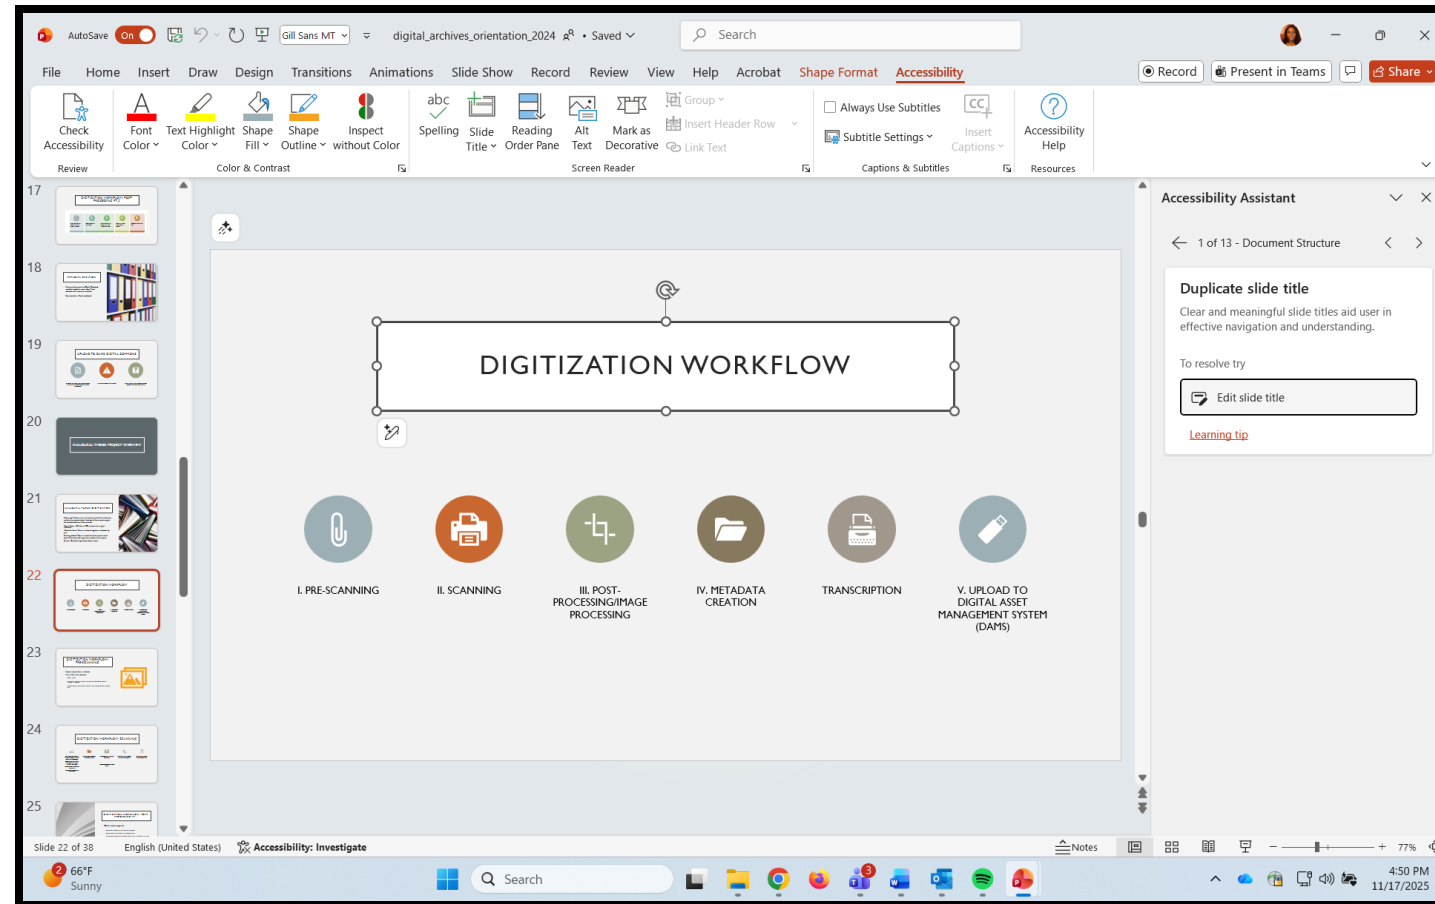 AutoSave On Gill Sans MT digital_archives_orientation_2024 • Saved Search
File Home Insert Draw Design Transitions Animations Slide Show Record Review View Help Acrobat Shape Format Accessibility Record Present in Teams Share
Check Accessibility
Font Color
Text Highlight Color
Shape Fill
Shape Outline
Inspect without Color
abc
Spelling
Slide Title
Reading Order Pane
Alt Text
Mark as Decorative
Group
Insert Header Row
Link Text
Always Use Subtitles
Subtitle Settings
CC
Insert Captions
?
Accessibility Help
Review Color & Contrast Screen Reader Captions & Subtitles Resources
17
18
19
20
21
22
23
24
25
DIGITIZATION WORKFLOW
I. PRE-SCANNING
II. SCANNING
III. POST-
PROCESSING/IMAGE
PROCESSING
IV. METADATA
CREATION
TRANSCRIPTION
V. UPLOAD TO
DIGITAL ASSET
MANAGEMENT SYSTEM
(DAMS)
Accessibility Assistant
1 of 13 - Document Structure
Duplicate slide title
Clear and meaningful slide titles aid user in
effective navigation and understanding.
To resolve try
Edit slide title
Learning tip
Slide 22 of 38 English (United States) Accessibility: Investigate Notes 77%
2
66°F
Sunny
Search
3
4:50 PM
11/17/2025